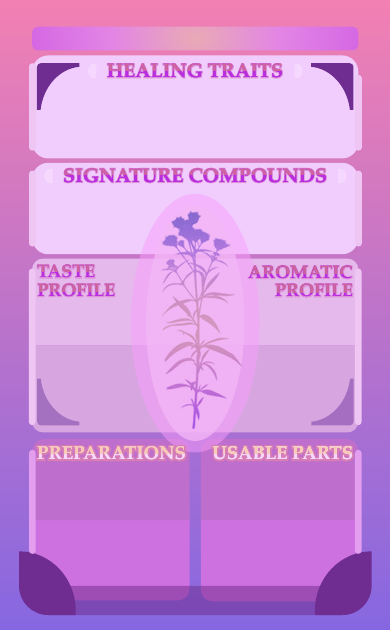 HEALING TRAITS
SIGNATURE COMPOUNDS
TASTE
PROFILE
AROMATIC
PROFILE
PREPARATIONS
USABLE PARTS